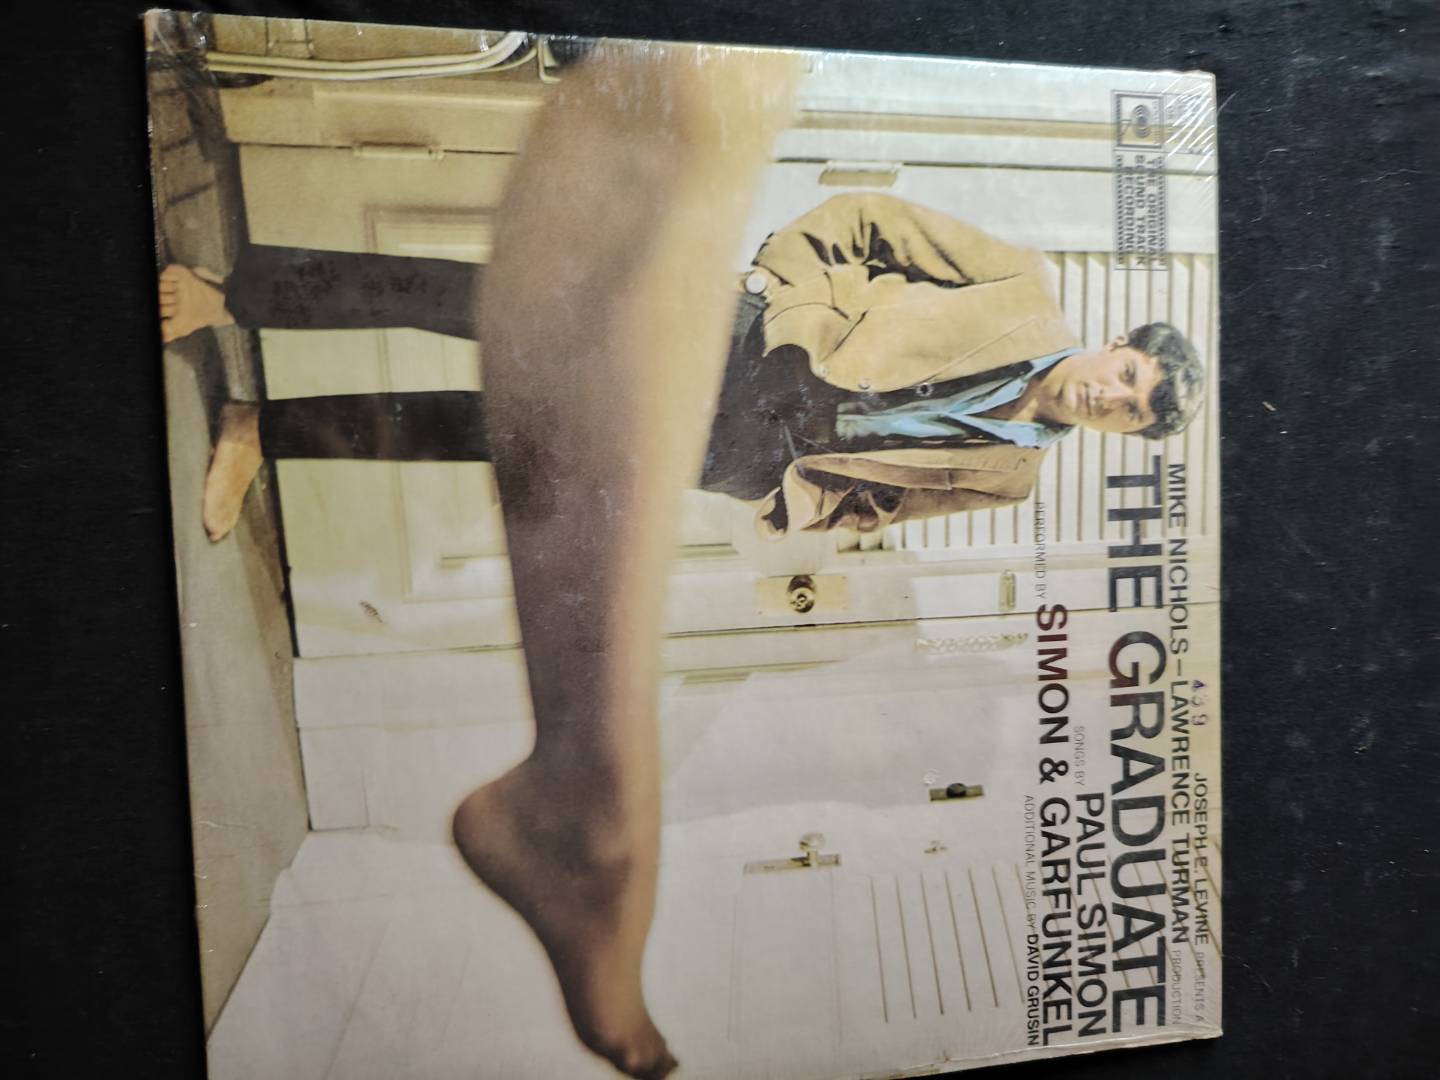 THE ORIGINAL
SOUND TRACK
RECORDING
439
JOSEPH E. LEVINE PRESENTS A
MIKE NICHOLS–LAWRENCE TURMAN PRODUCTION
THE GRADUATE
SONGS BY PAUL SIMON
PERFORMED BY SIMON & GARFUNKEL
ADDITIONAL MUSIC BY DAVID GRUSIN